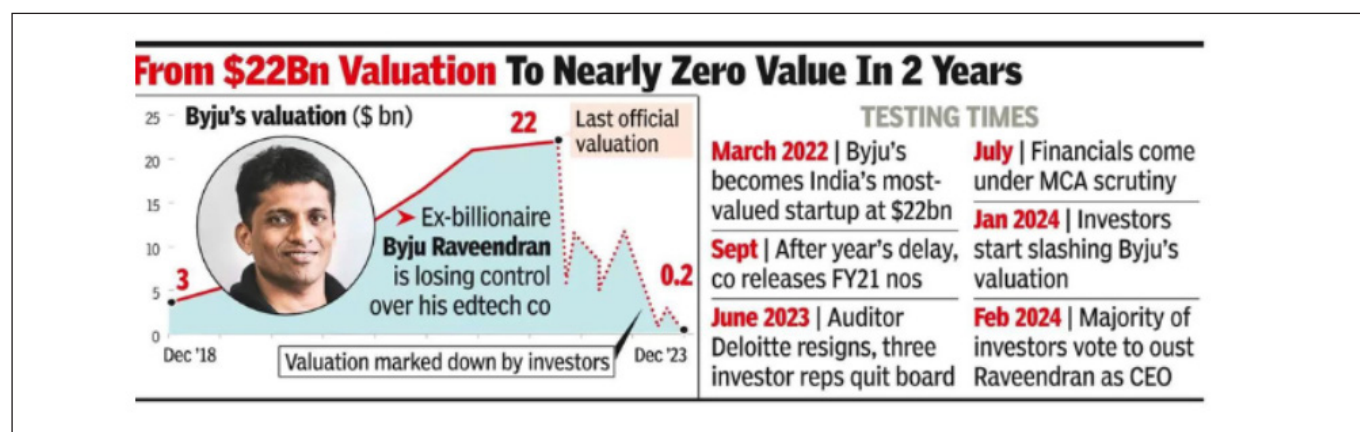 From $22Bn Valuation To Nearly Zero Value In 2 Years
Byju's valuation ($ bn)
25
20
15
10
5
0
3
22
Last official
valuation
➤ Ex-billionaire
Byju Raveendran
is losing control
over his edtech co
0.2
Dec '18
Valuation marked down by investors
Dec '23
TESTING TIMES
March 2022 | Byju's
becomes India's most-
valued startup at $22bn
Sept | After year's delay,
co releases FY21 nos
June 2023 | Auditor
Deloitte resigns, three
investor reps quit board
July | Financials come
under MCA scrutiny
Jan 2024 | Investors
start slashing Byju's
valuation
Feb 2024 | Majority of
investors vote to oust
Raveendran as CEO